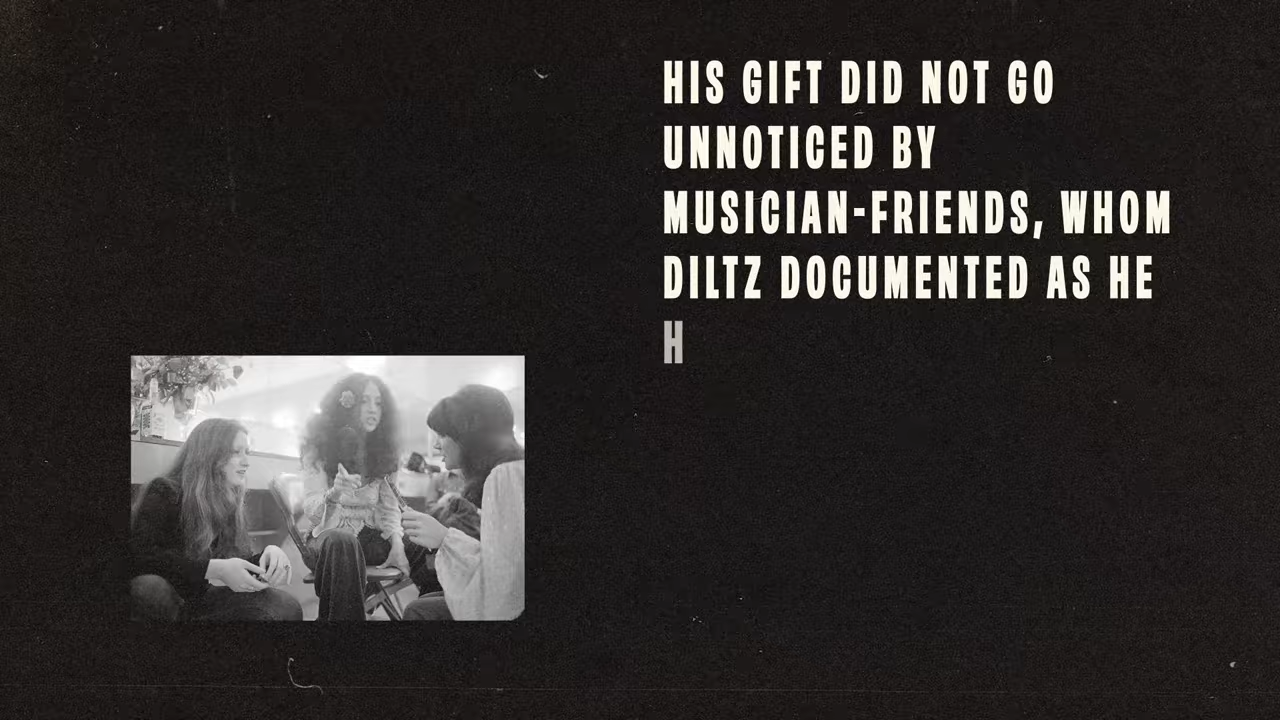 HIS GIFT DID NOT GO
UNNOTICED BY
MUSICIAN-FRIENDS, WHOM
DILTZ DOCUMENTED AS HE
H